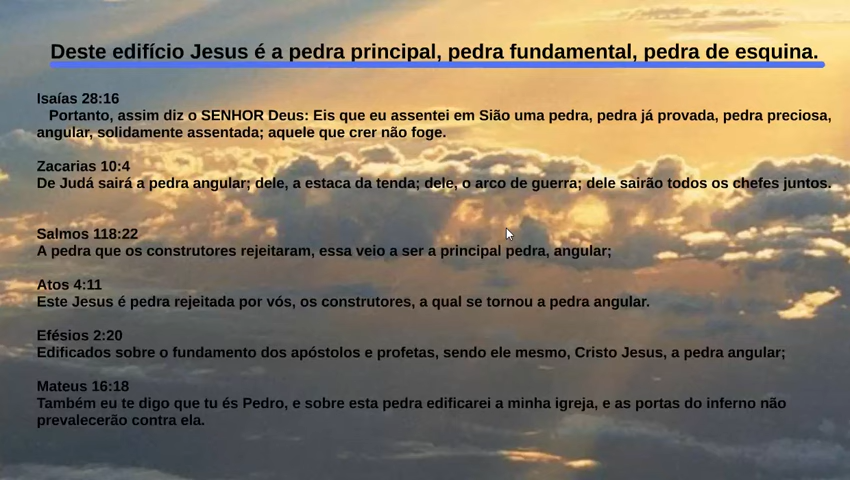 Deste edifício Jesus é a pedra principal, pedra fundamental, pedra de esquina.
Isaías 28:16
Portanto, assim diz o SENHOR Deus: Eis que eu assentei em Sião uma pedra, pedra já provada, pedra preciosa,
angular, solidamente assentada; aquele que crer não foge.
Zacarias 10:4
De Judá sairá a pedra angular; dele, a estaca da tenda; dele, o arco de guerra; dele sairão todos os chefes juntos.
Salmos 118:22
A pedra que os construtores rejeitaram, essa veio a ser a principal pedra, angular;
Atos 4:11
Este Jesus é pedra rejeitada por vós, os construtores, a qual se tornou a pedra angular.
Efésios 2:20
Edificados sobre o fundamento dos apóstolos e profetas, sendo ele mesmo, Cristo Jesus, a pedra angular;
Mateus 16:18
Também eu te digo que tu és Pedro, e sobre esta pedra edificarei a minha igreja, e as portas do inferno não
prevalecerão contra ela.